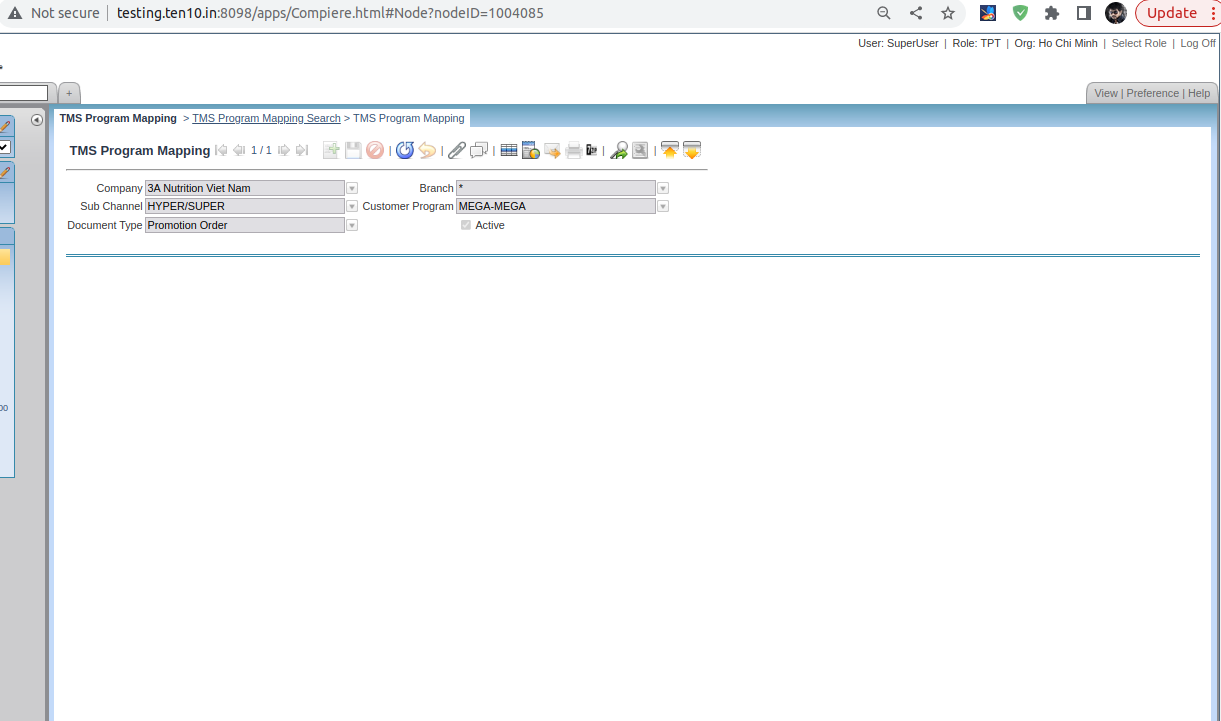 Not secure | testing.ten10.in:8098/apps/Compiere.html#Node?nodeID=1004085 Update
User: SuperUser | Role: TPT | Org: Ho Chi Minh | Select Role | Log Off
+ View | Preference | Help
TMS Program Mapping > TMS Program Mapping Search > TMS Program Mapping
TMS Program Mapping 1 / 1
Company 3A Nutrition Viet Nam Branch *
Sub Channel HYPER/SUPER Customer Program MEGA-MEGA
Document Type Promotion Order Active